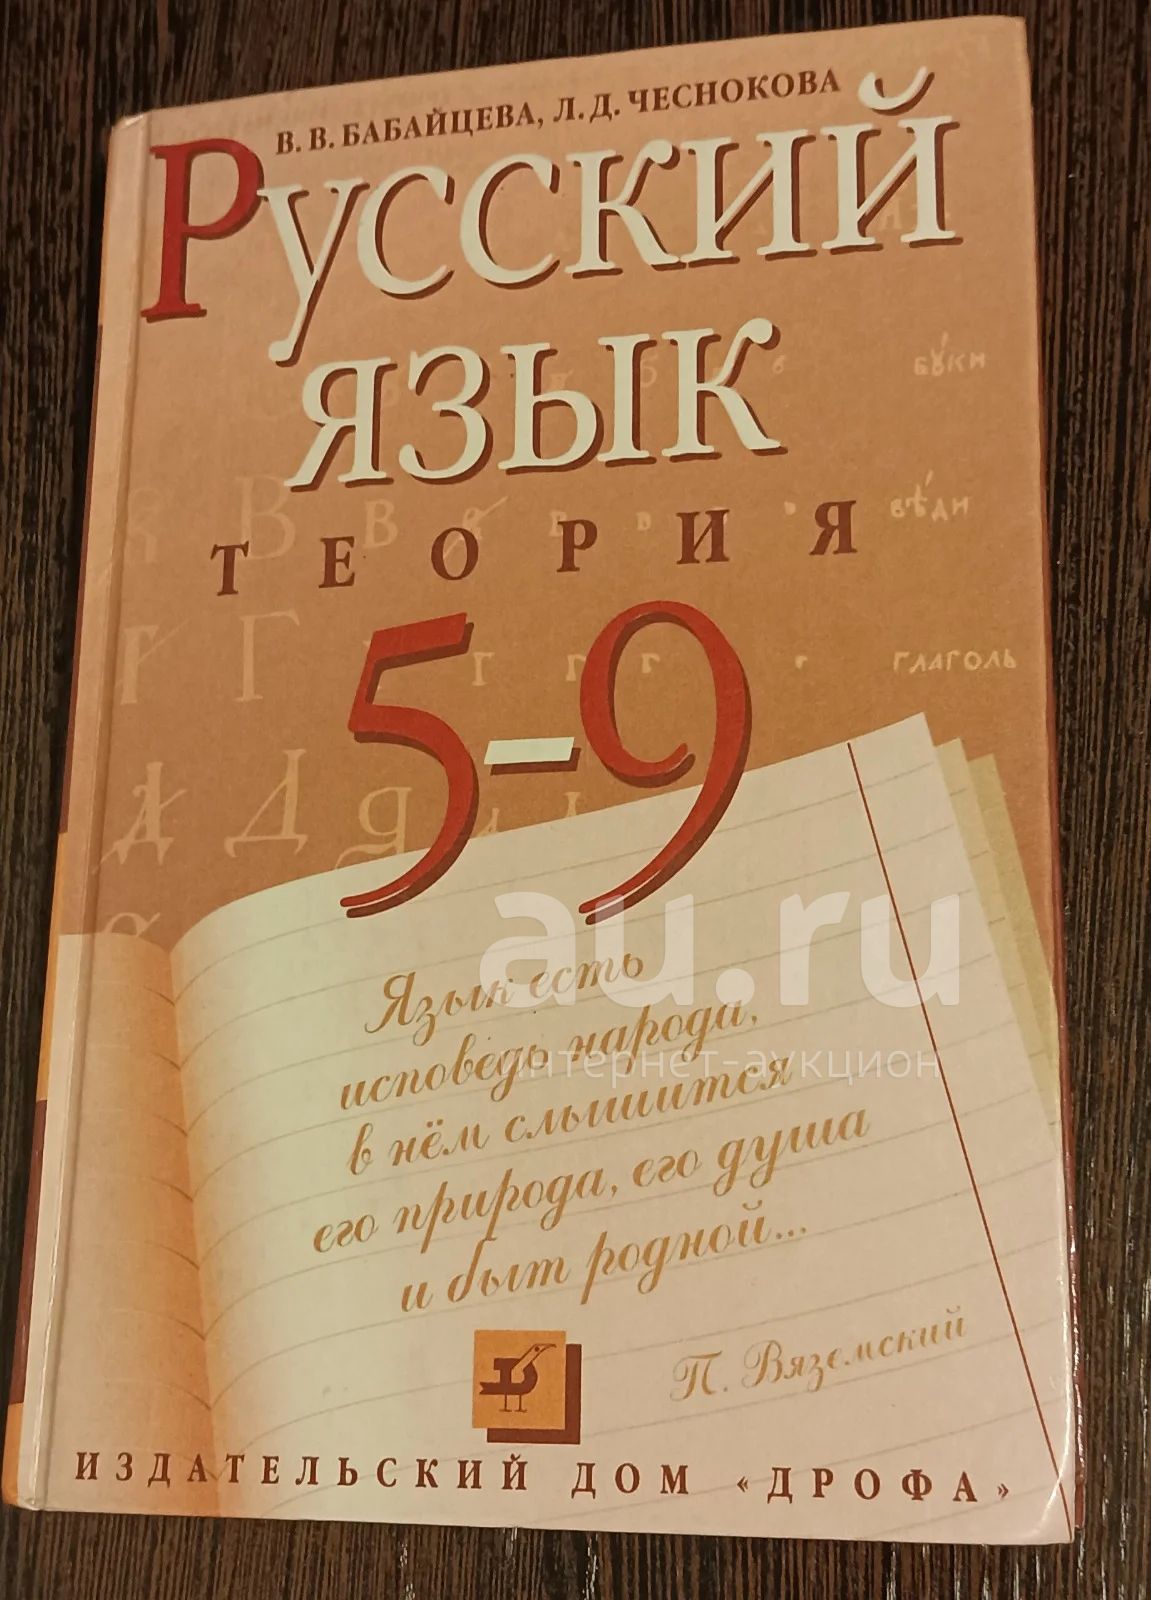 В. В. БАБАЙЦЕВА, Л. Д. ЧЕСНОКОВА
Русский
язык
ТЕОРИЯ
5-9
буки
вѣди
глаголь
Язык есть
исповедь народа,
в нём слышится
его природа, его душа
и быт родной...
П. Вяземский
ИЗДАТЕЛЬСКИЙ ДОМ «ДРОФА»
au.ru
интернет-аукцион